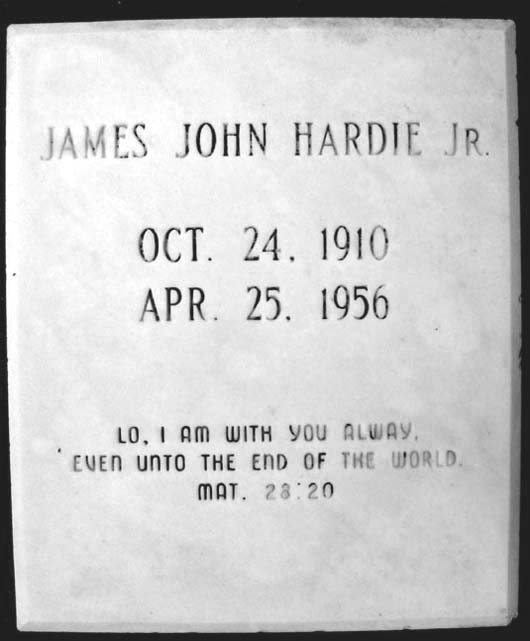 JAMES JOHN HARDIE JR.
OCT. 24, 1910
APR. 25, 1956
LO, I AM WITH YOU ALWAY,
EVEN UNTO THE END OF THE WORLD.
MAT. 28:20